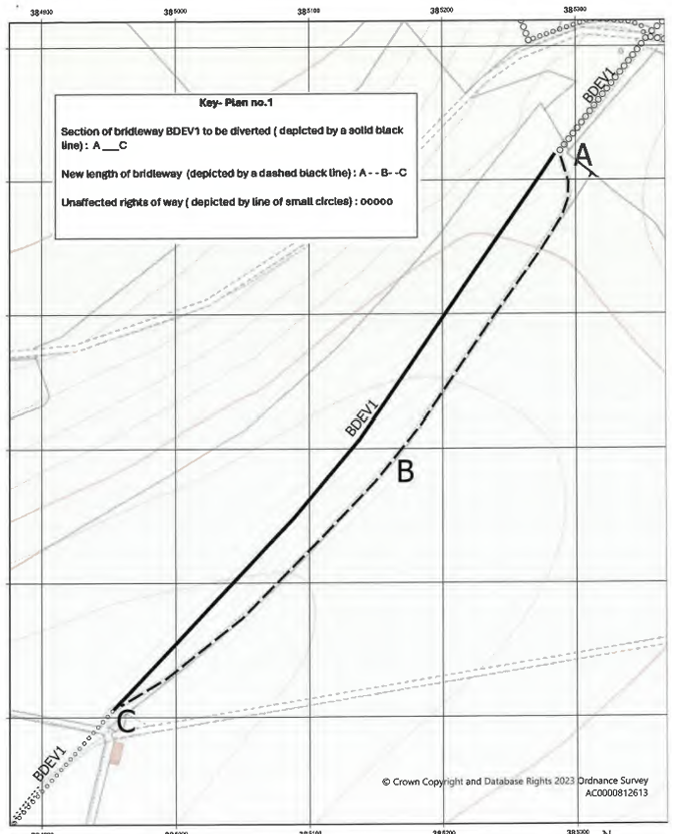 384900 385000 385100 385200 385300
Key- Plan no.1
Section of bridleway BDEV1 to be diverted ( depicted by a solid black
line) : A ___C
New length of bridleway (depicted by a dashed black line) : A - - B- -C
Unaffected rights of way ( depicted by line of small circles) : ooooo
BDEV1
A
BDEV1
B
C
BDEV1
© Crown Copyright and Database Rights 2023 Ordnance Survey
AC0000812613